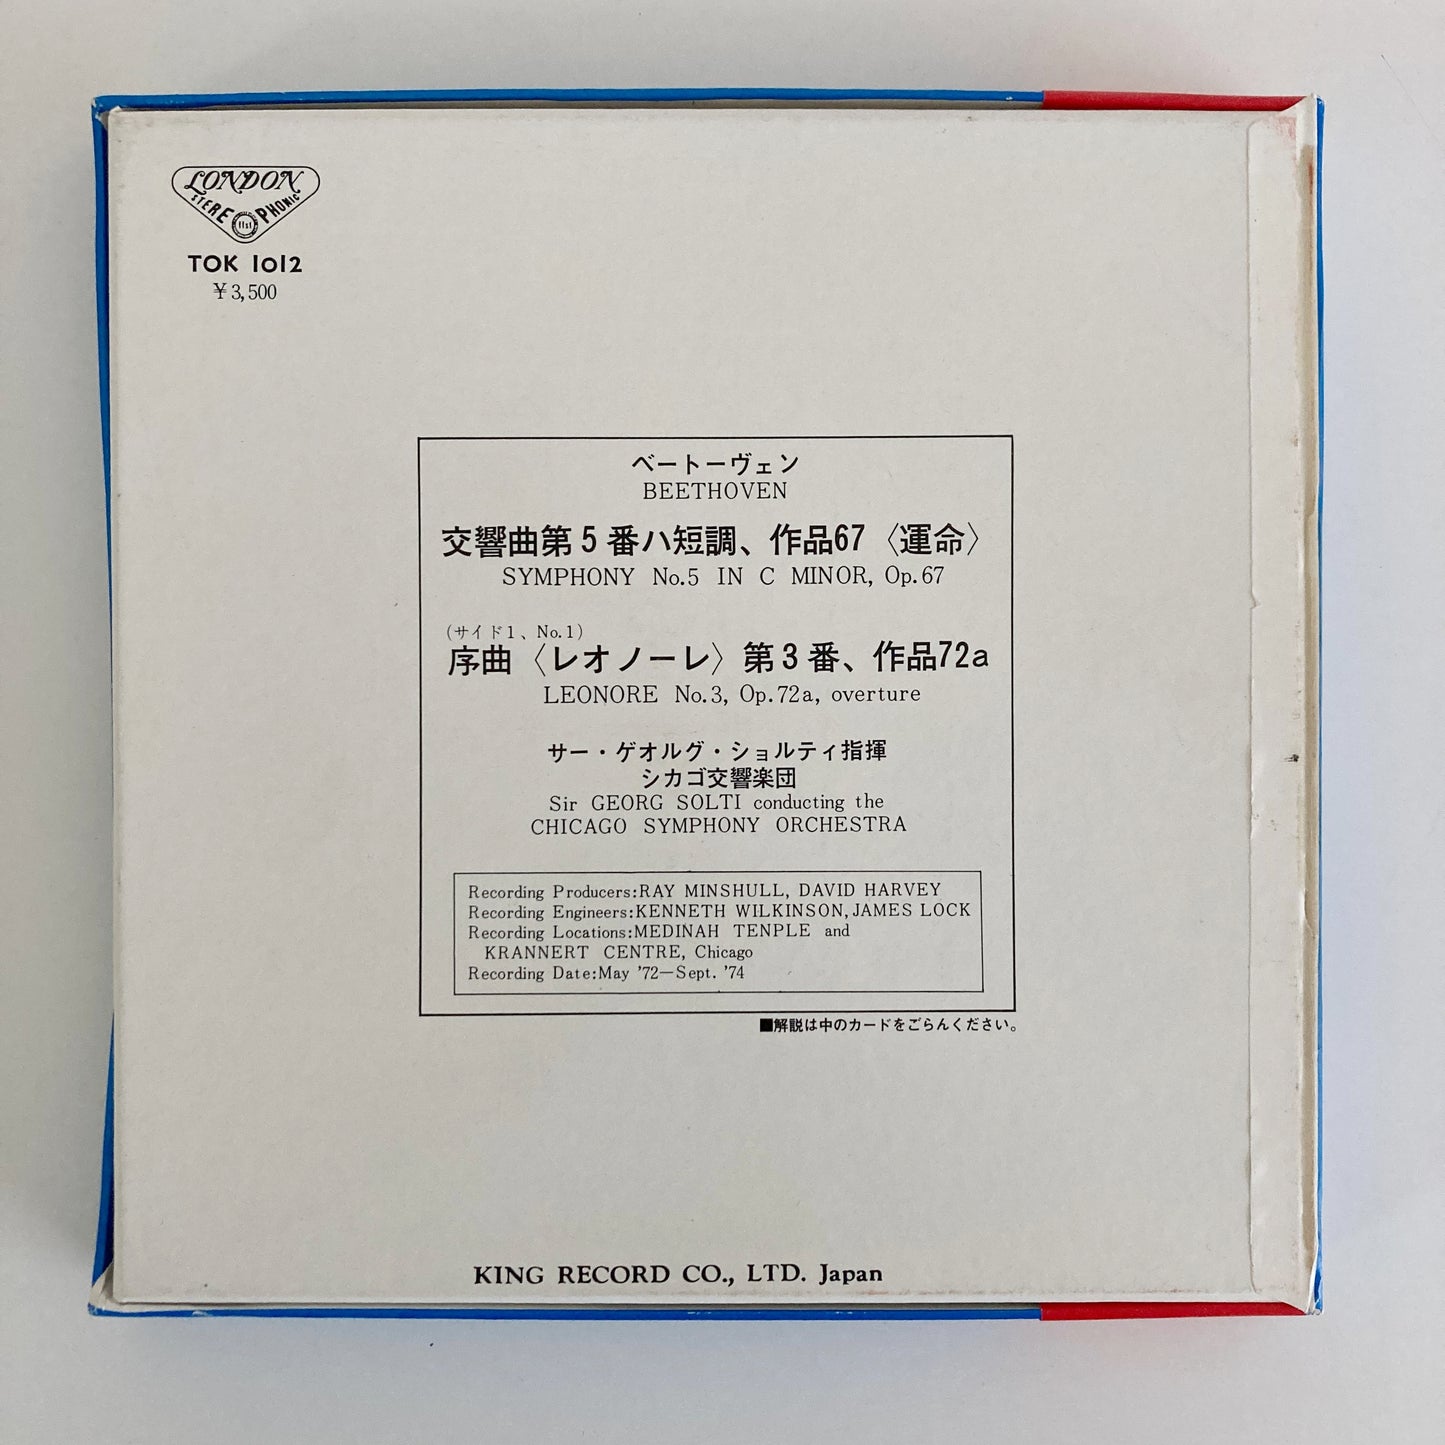 LONDON
STEREOPHONIC
TOK 1012
￥3,500
ベートーヴェン
BEETHOVEN
交響曲第5番ハ短調、作品67〈運命〉
SYMPHONY No.5 IN C MINOR, Op.67
(サイド1、No.1)
序曲〈レオノーレ〉第3番、作品72a
LEONORE No.3, Op.72a, overture
サー・ゲオルグ・ショルティ指揮
シカゴ交響楽団
Sir GEORG SOLTI conducting the
CHICAGO SYMPHONY ORCHESTRA
Recording Producers:RAY MINSHULL, DAVID HARVEY
Recording Engineers:KENNETH WILKINSON, JAMES LOCK
Recording Locations:MEDINAH TENPLE and
KRANNERT CENTRE, Chicago
Recording Date:May '72—Sept. '74
■解説は中のカードをごらんください。
KING RECORD CO., LTD. Japan